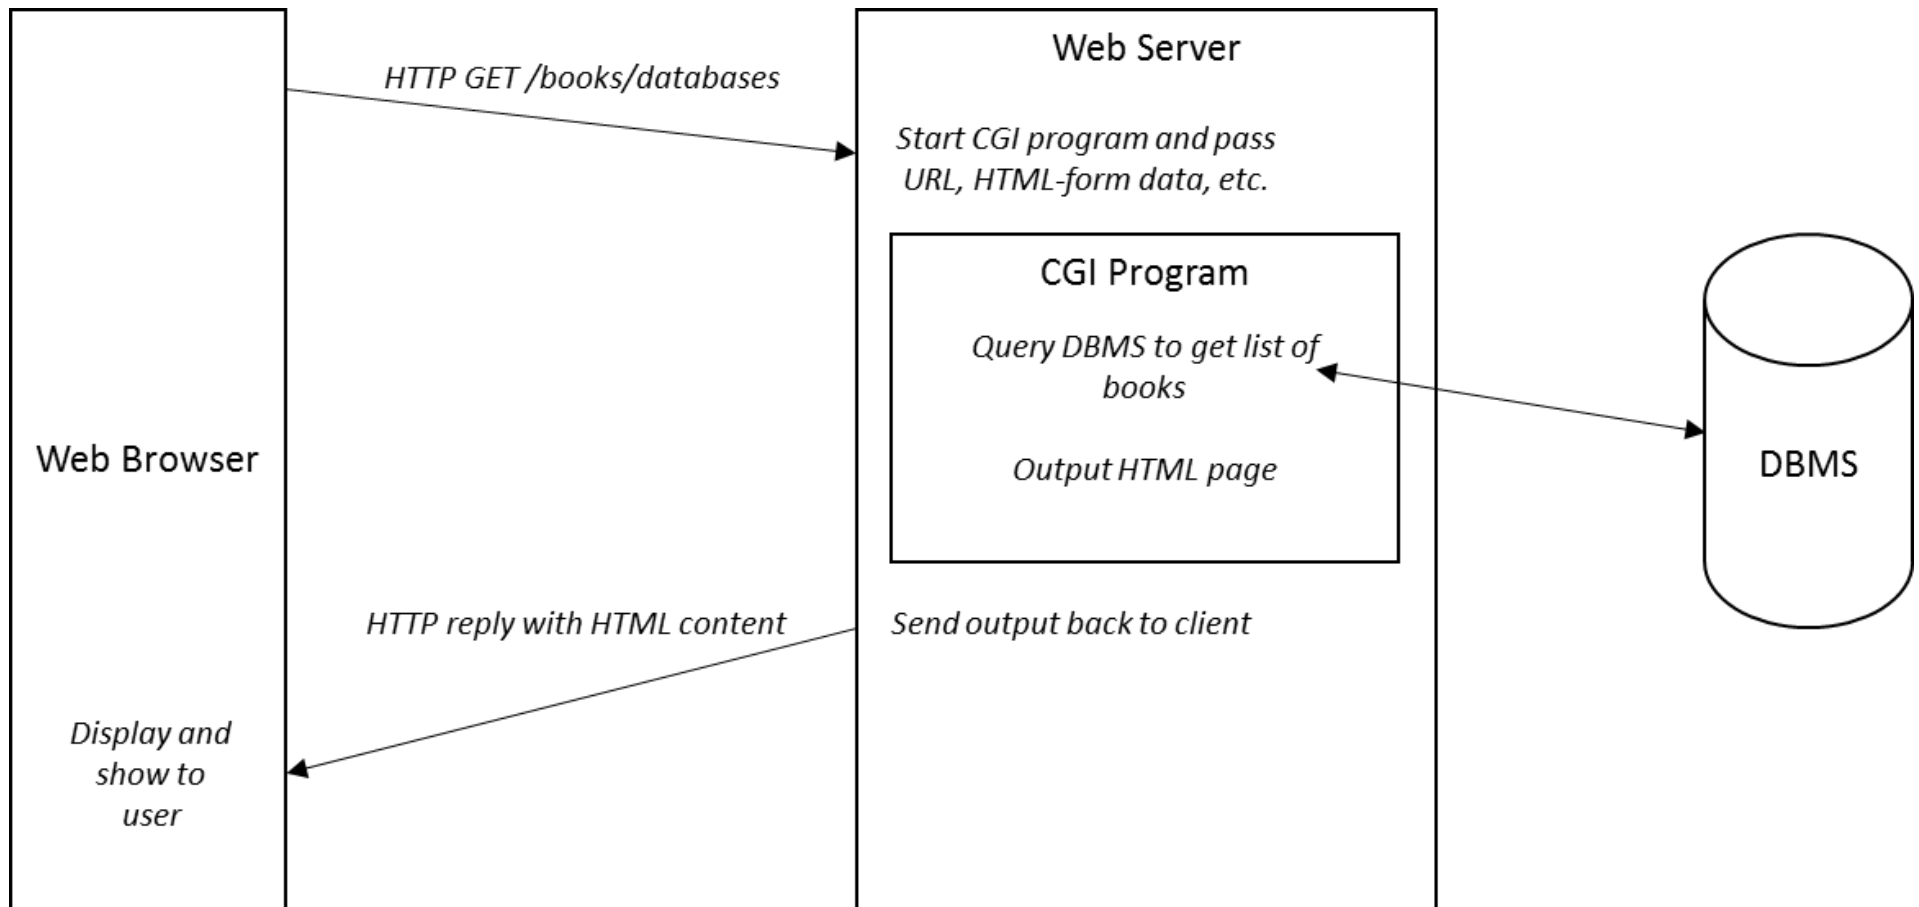 Web Browser
HTTP GET /books/databases
Web Server
Start CGI program and pass
URL, HTML-form data, etc.
CGI Program
Query DBMS to get list of
books
Output HTML page
DBMS
Send output back to client
HTTP reply with HTML content
Display and
show to
user